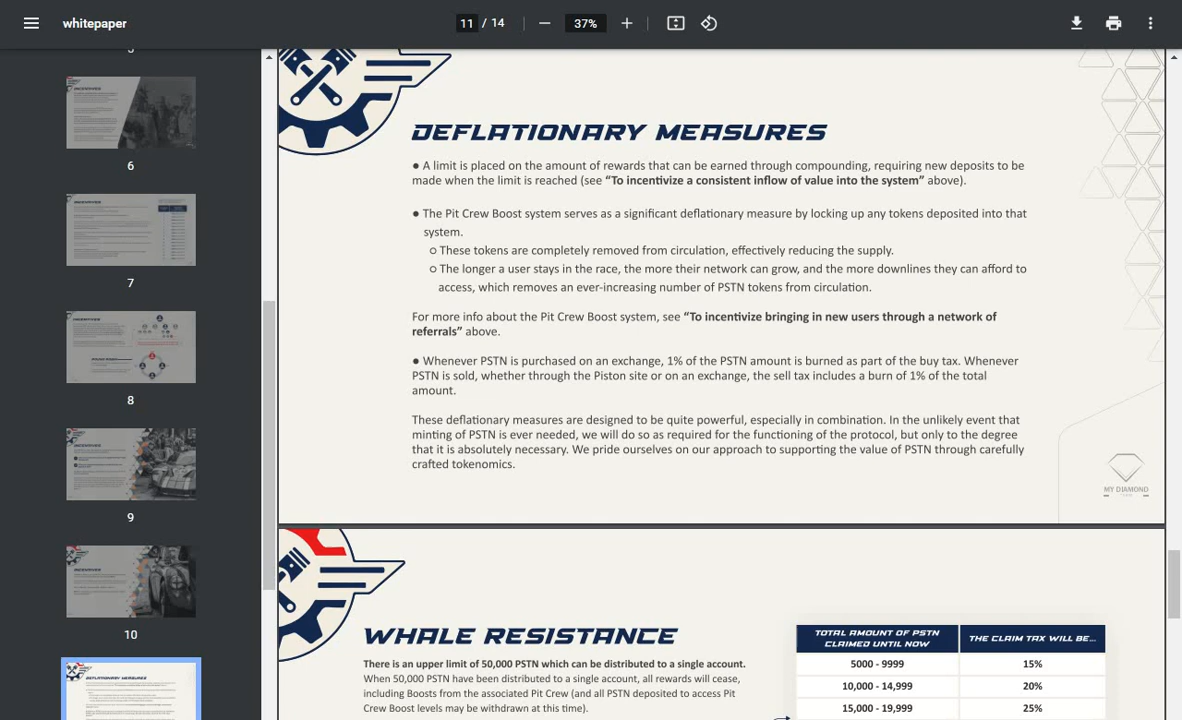 whitepaper
11 / 14
37%
6
7
8
9
10
DEFLATIONARY MEASURES
● A limit is placed on the amount of rewards that can be earned through compounding, requiring new deposits to be
made when the limit is reached (see “To incentivize a consistent inflow of value into the system” above).
● The Pit Crew Boost system serves as a significant deflationary measure by locking up any tokens deposited into that
system.
○ These tokens are completely removed from circulation, effectively reducing the supply.
○ The longer a user stays in the race, the more their network can grow, and the more downlines they can afford to
access, which removes an ever-increasing number of PSTN tokens from circulation.
For more info about the Pit Crew Boost system, see “To incentivize bringing in new users through a network of
referrals” above.
● Whenever PSTN is purchased on an exchange, 1% of the PSTN amount is burned as part of the buy tax. Whenever
PSTN is sold, whether through the Piston site or on an exchange, the sell tax includes a burn of 1% of the total
amount.
These deflationary measures are designed to be quite powerful, especially in combination. In the unlikely event that
minting of PSTN is ever needed, we will do so as required for the functioning of the protocol, but only to the degree
that it is absolutely necessary. We pride ourselves on our approach to supporting the value of PSTN through carefully
crafted tokenomics.
MY DIAMOND
WHALE RESISTANCE
There is an upper limit of 50,000 PSTN which can be distributed to a single account.
When 50,000 PSTN have been distributed to a single account, all rewards will cease,
including Boosts from the associated Pit Crew (and all PSTN deposited to access Pit
Crew Boost levels may be withdrawn at this time).
TOTAL AMOUNT OF PSTN
CLAIMED UNTIL NOW
THE CLAIM TAX WILL BE...
5000 - 9999 15%
10,000 - 14,999 20%
15,000 - 19,999 25%
DEFLATIONARY MEASURES